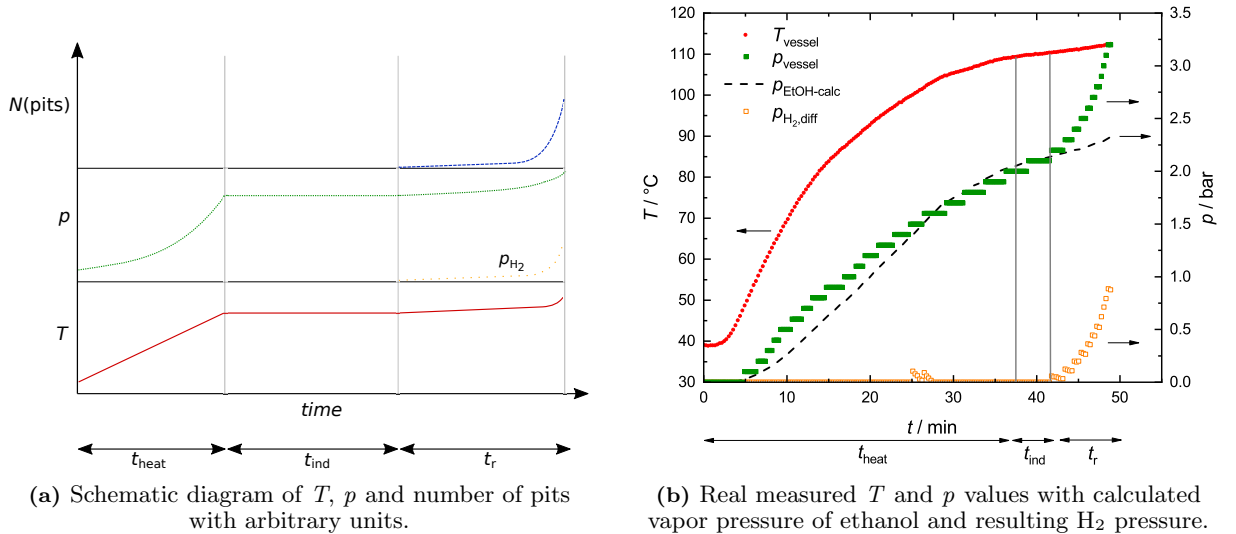 N(pits)
p
p_H₂
T
time
t_heat
t_ind
t_r
(a) Schematic diagram of T, p and number of pits
with arbitrary units.
120
110
100
90
80
70
60
50
40
30
T / °C
T_vessel
p_vessel
p_EtOH-calc
p_H₂,diff
3.5
3.0
2.5
2.0
1.5
1.0
0.5
0.0
p / bar
0
10
20
30
40
50
t / min
t_heat
t_ind
t_r
(b) Real measured T and p values with calculated
vapor pressure of ethanol and resulting H₂ pressure.